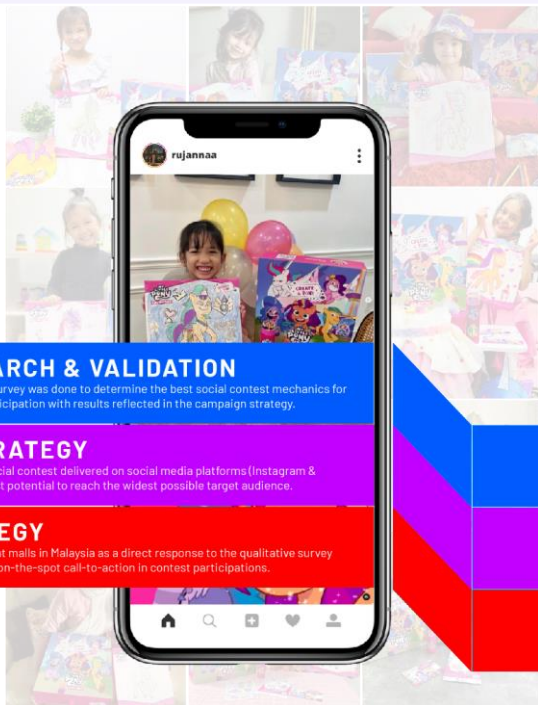 rujannaa
CREATE
ARCH & VALIDATION
urvey was done to determine the best social contest mechanics for
icipation with results reflected in the campaign strategy.
RATEGY
cial contest delivered on social media platforms (Instagram &
t potential to reach the widest possible target audience.
EGY
at malls in Malaysia as a direct response to the qualitative survey
on-the-spot call-to-action in contest participations.